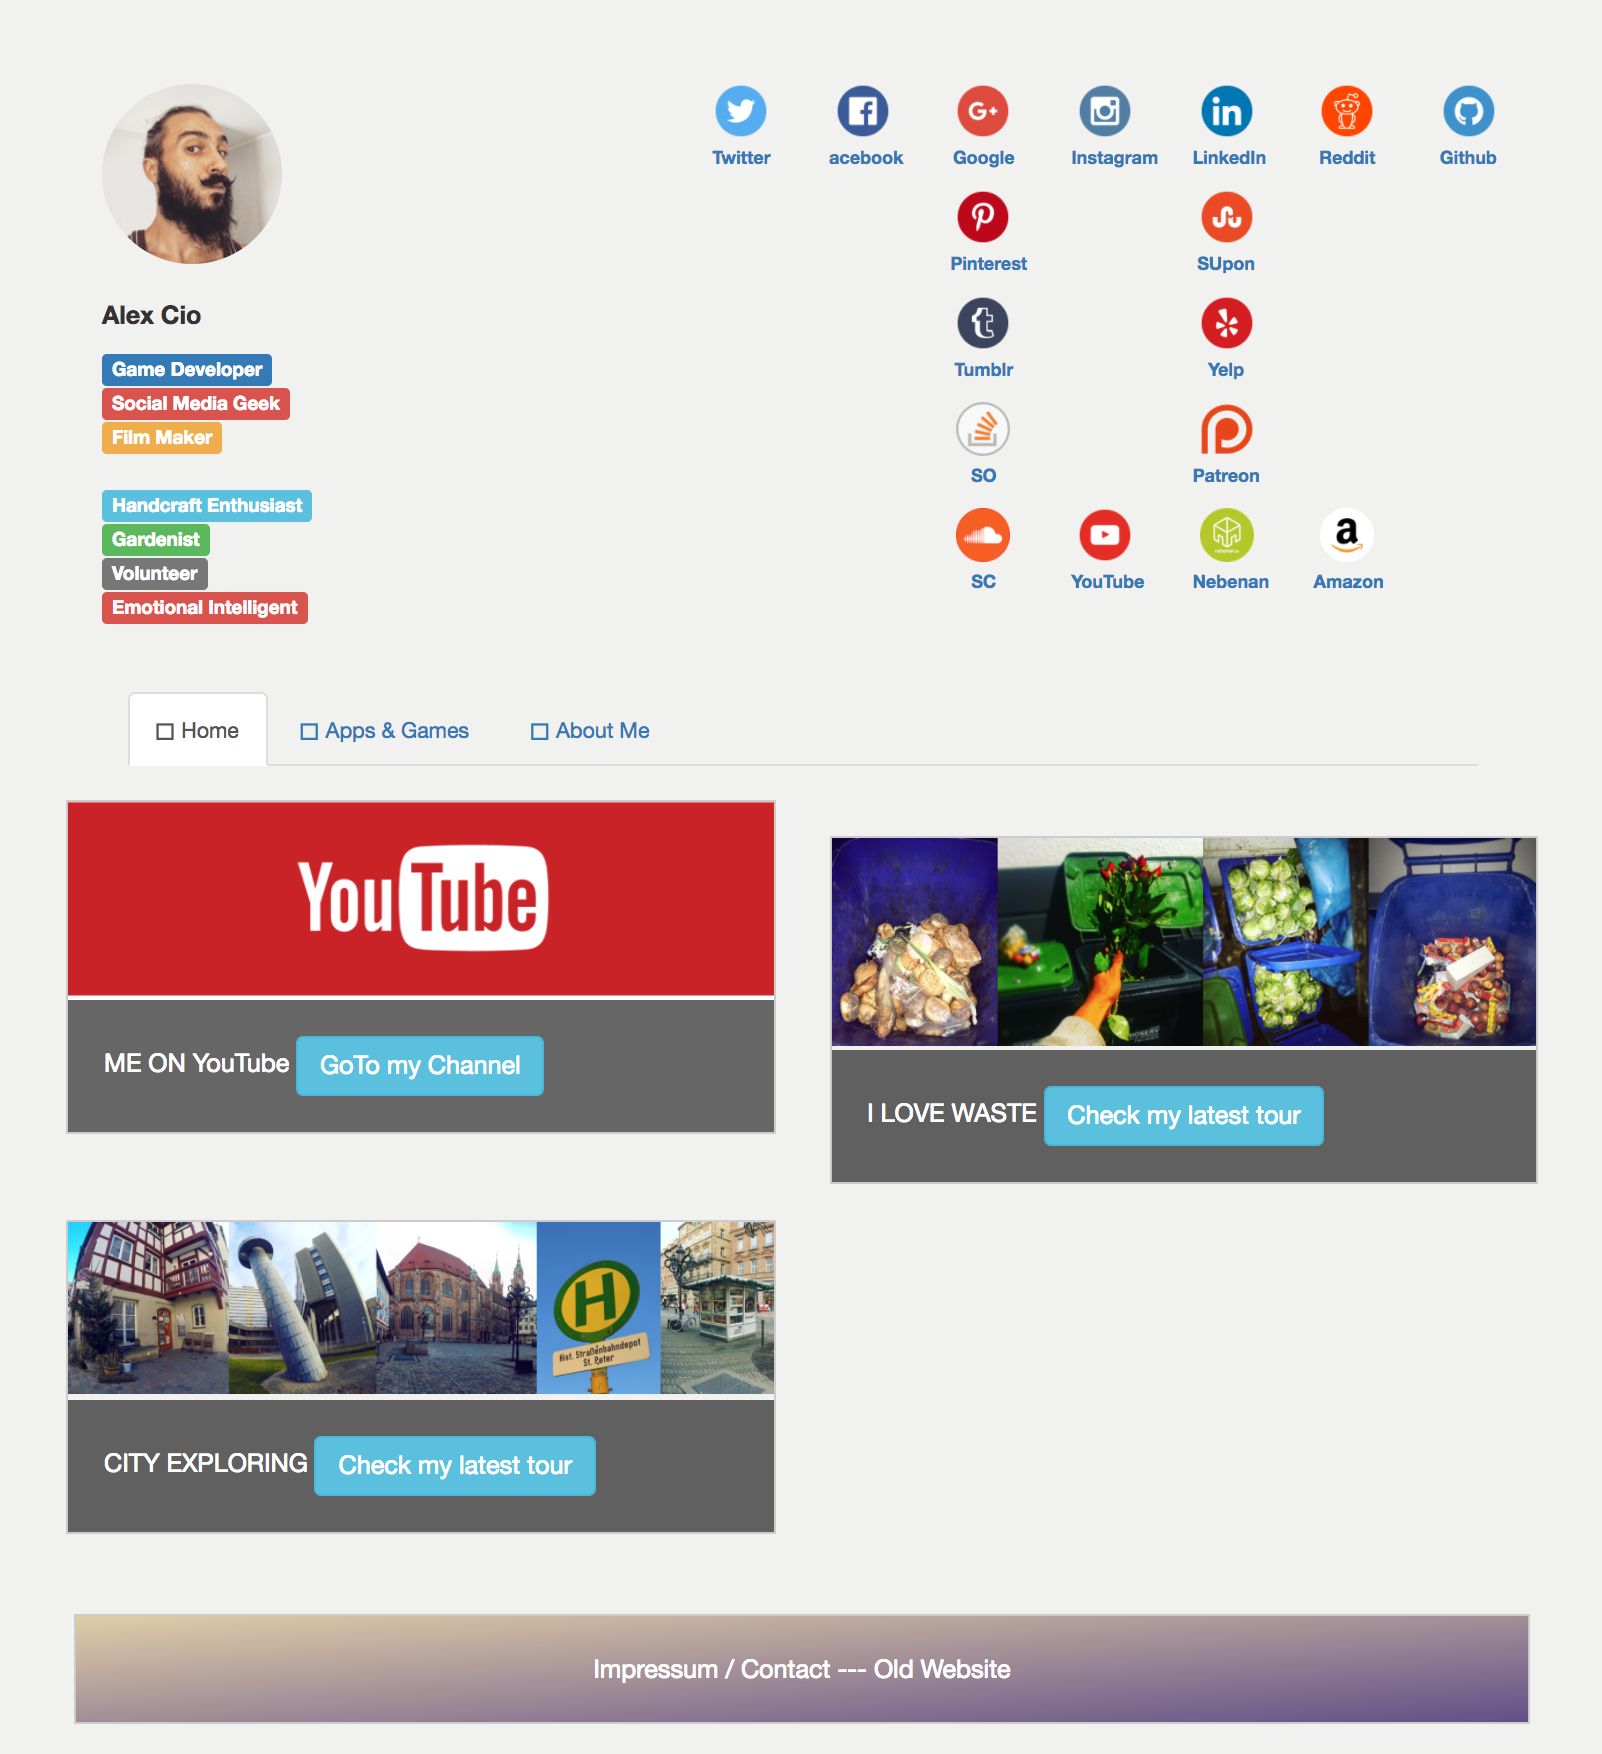 Twitter acebook Google Instagram LinkedIn Reddit Github
Pinterest SUpon
Tumblr Yelp
SO Patreon
SC YouTube Nebenan Amazon
Alex Cio
Game Developer
Social Media Geek
Film Maker
Handcraft Enthusiast
Gardenist
Volunteer
Emotional Intelligent
Home Apps & Games About Me
YouTube
ME ON YouTube GoTo my Channel
I LOVE WASTE Check my latest tour
H
Hist. Straßenbahndepot
St. Peter
CITY EXPLORING Check my latest tour
Impressum / Contact --- Old Website